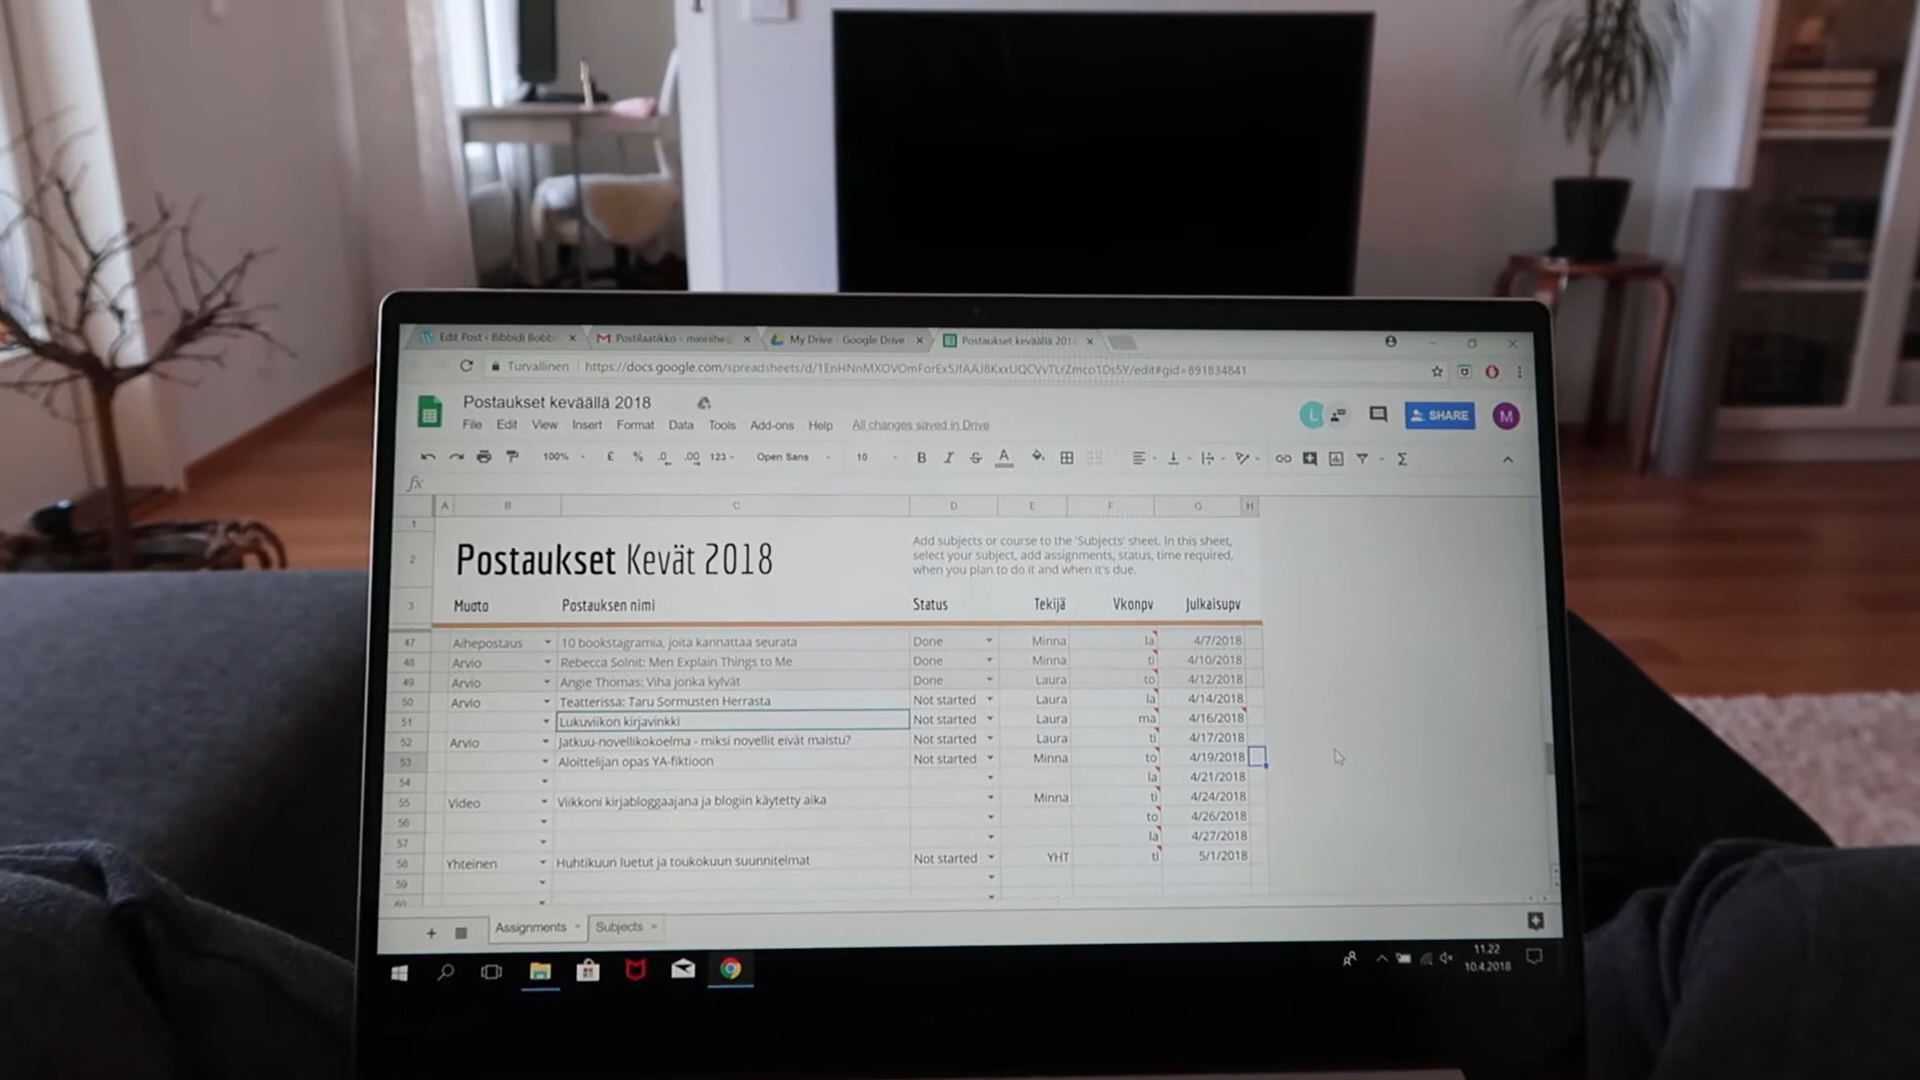 Edit Post ‹ Bibbidi Bobb
Postilaatikko - minriihe
My Drive - Google Drive
Postaukset keväällä 201
Turvallinen
Postaukset keväällä 2018
File Edit View Insert Format Data Tools Add-ons Help All changes saved in Drive
L
SHARE
M
100% £ % .0 .00 123 Open Sans 10 B I S A Σ
fx
A B C D E F G H
1
2 Postaukset Kevät 2018
Add subjects or course to the 'Subjects' sheet. In this sheet,
select your subject, add assignments, status, time required,
when you plan to do it and when it's due.
3 Muoto Postauksen nimi Status Tekijä Vkonpv Julkaisupv
47 Aihepostaus 10 bookstagramia, joita kannattaa seurata Done Minna la 4/7/2018
48 Arvio Rebecca Solnit: Men Explain Things to Me Done Minna ti 4/10/2018
49 Arvio Angie Thomas: Viha jonka kylvät Done Laura to 4/12/2018
50 Arvio Teatterissa: Taru Sormusten Herrasta Not started Laura la 4/14/2018
51 Lukuviikon kirjavinkki Not started Laura ma 4/16/2018
52 Arvio Jatkuu-novellikokoelma - miksi novellit eivät maistu? Not started Laura ti 4/17/2018
53 Aloittelijan opas YA-fiktioon Not started Minna to 4/19/2018
54 la 4/21/2018
55 Video Viikkoni kirjabloggaajana ja blogiin käytetty aika Minna ti 4/24/2018
56 to 4/26/2018
57 la 4/27/2018
58 Yhteinen Huhtikuun luetut ja toukokuun suunnitelmat Not started YHT ti 5/1/2018
59
60
Assignments Subjects
11.22
10.4.2018